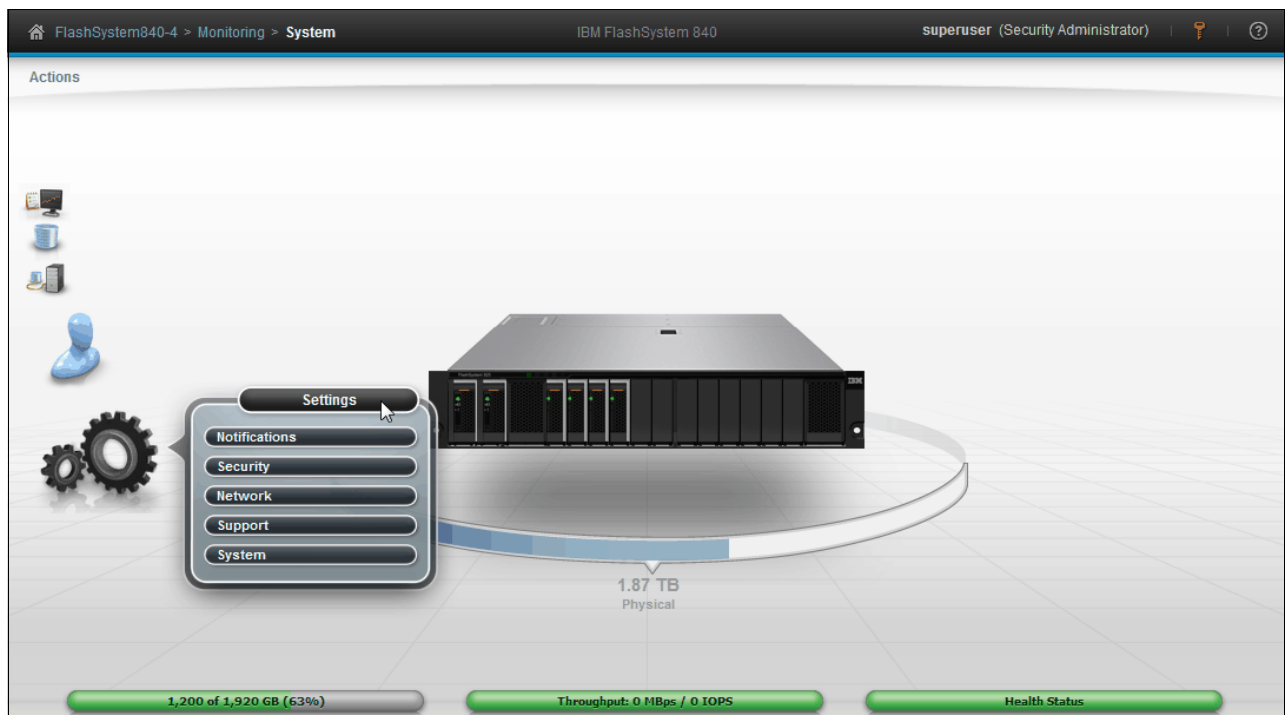 FlashSystem840-4 > Monitoring > System
IBM FlashSystem 840
superuser (Security Administrator)
Actions
Settings
Notifications
Security
Network
Support
System
IBM
1.87 TB
Physical
1,200 of 1,920 GB (63%)
Throughput: 0 MBps / 0 IOPS
Health Status